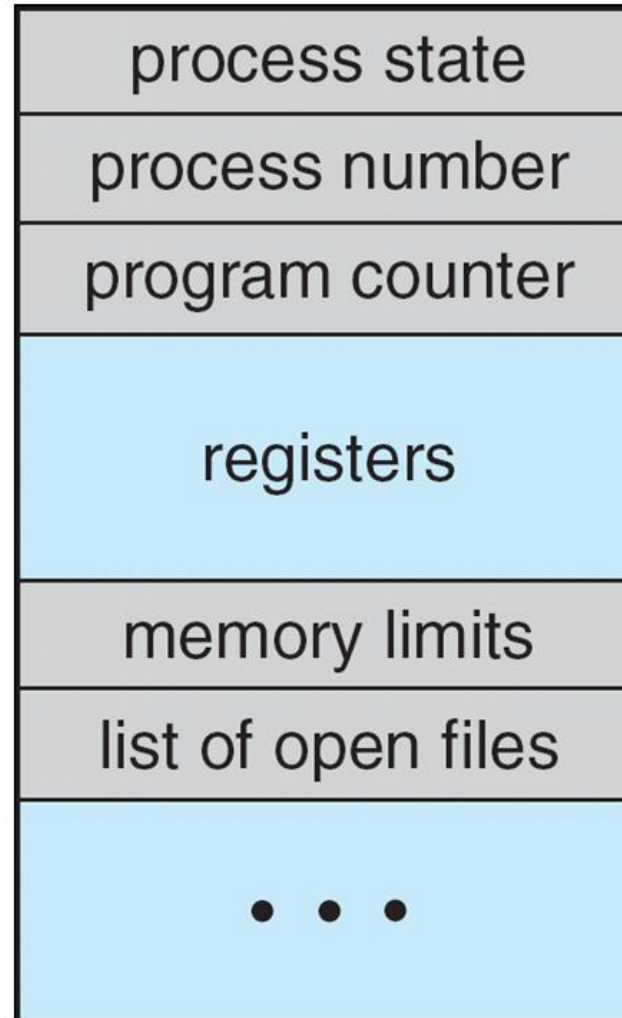 process state
process number
program counter
registers
memory limits
list of open files
• • •